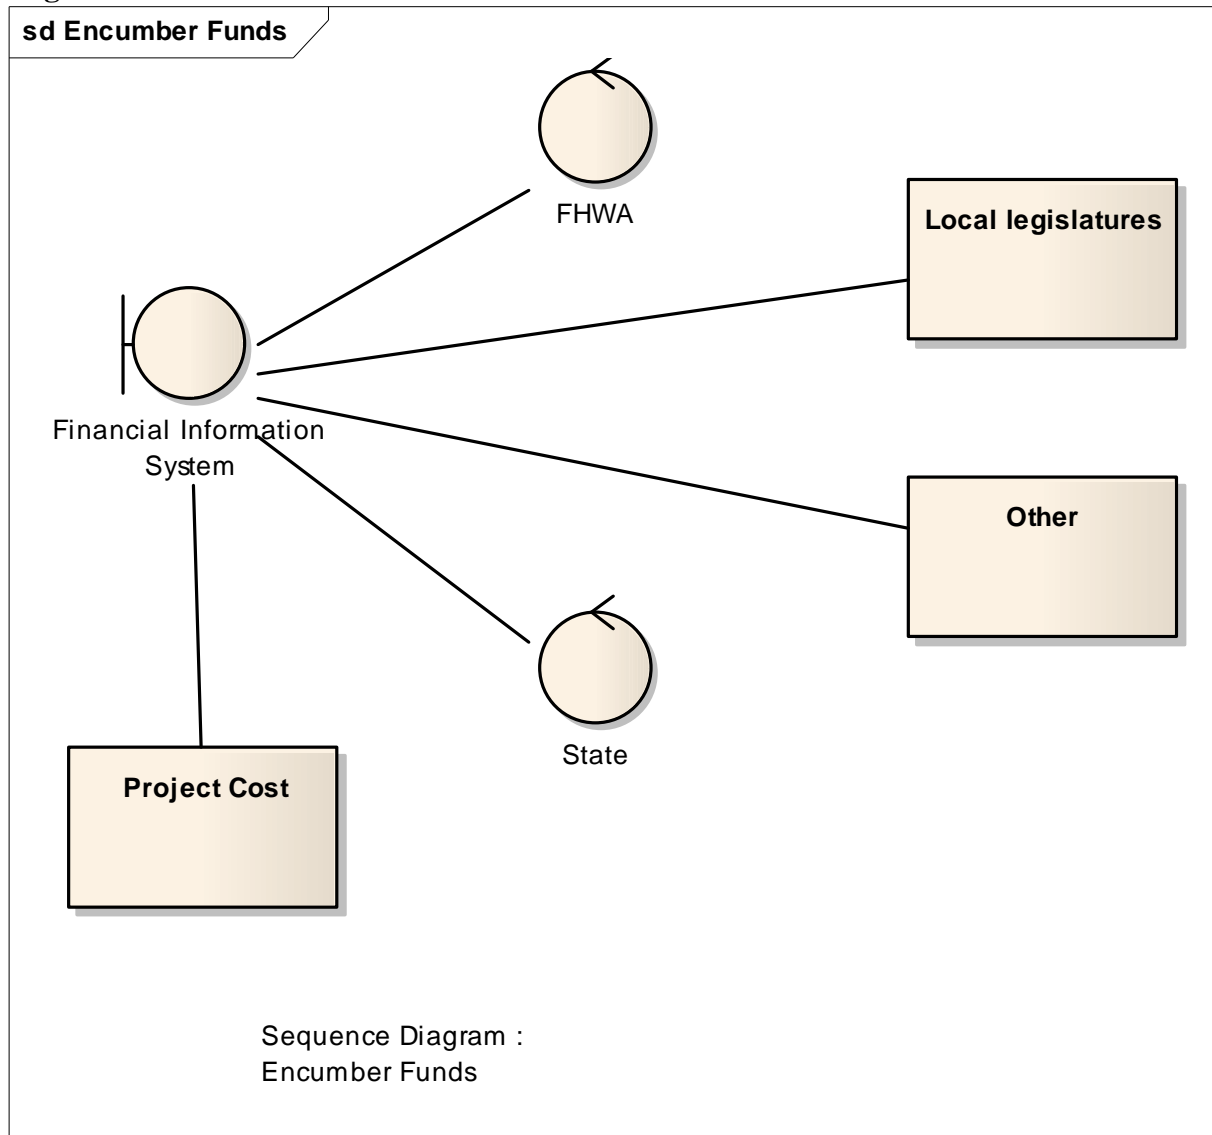 sd Encumber Funds
FHWA
Local legislatures
Financial Information
System
Other
State
Project Cost
Sequence Diagram :
Encumber Funds